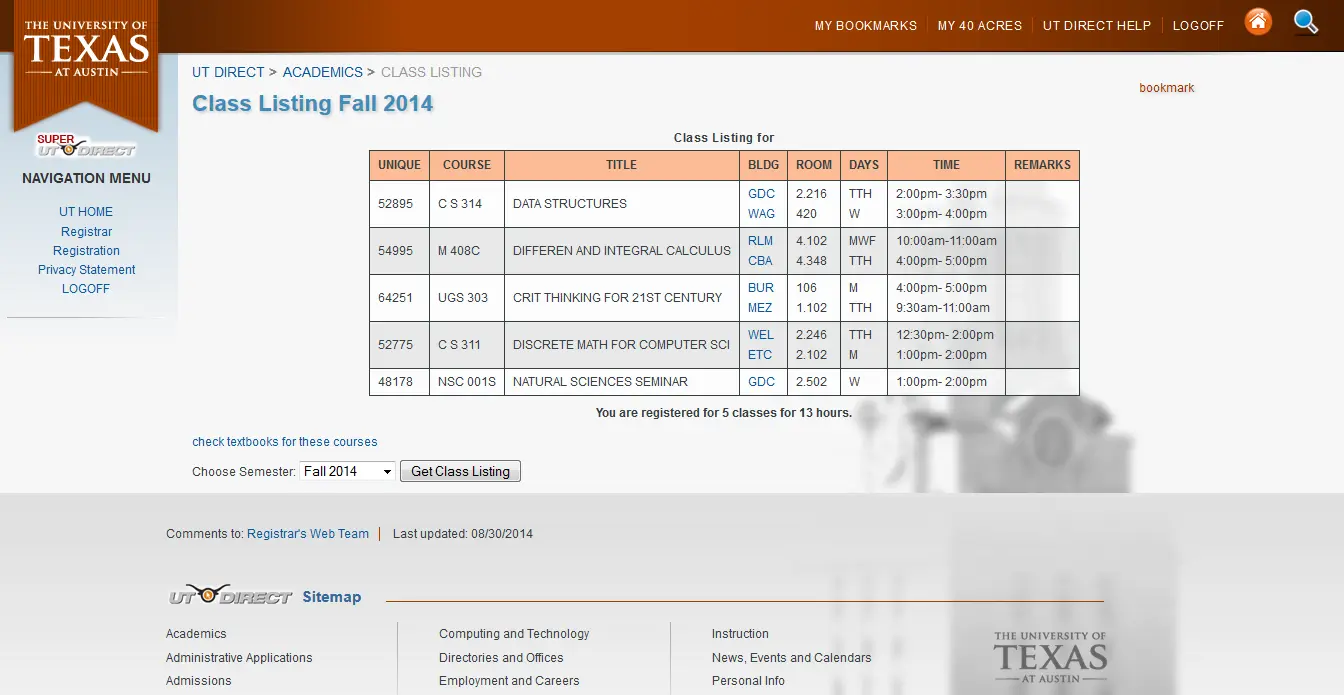 THE UNIVERSITY OF
TEXAS
AT AUSTIN
MY BOOKMARKS MY 40 ACRES UT DIRECT HELP LOGOFF
UT DIRECT > ACADEMICS > CLASS LISTING
bookmark
Class Listing Fall 2014
SUPER
UT DIRECT
NAVIGATION MENU
UT HOME
Registrar
Registration
Privacy Statement
LOGOFF
Class Listing for
UNIQUE COURSE TITLE BLDG ROOM DAYS TIME REMARKS
52895 C S 314 DATA STRUCTURES GDC 2.216 TTH 2:00pm- 3:30pm
WAG 420 W 3:00pm- 4:00pm
54995 M 408C DIFFEREN AND INTEGRAL CALCULUS RLM 4.102 MWF 10:00am-11:00am
CBA 4.348 TTH 4:00pm- 5:00pm
64251 UGS 303 CRIT THINKING FOR 21ST CENTURY BUR 106 M 4:00pm- 5:00pm
MEZ 1.102 TTH 9:30am-11:00am
52775 C S 311 DISCRETE MATH FOR COMPUTER SCI WEL 2.246 TTH 12:30pm- 2:00pm
ETC 2.102 M 1:00pm- 2:00pm
48178 NSC 001S NATURAL SCIENCES SEMINAR GDC 2.502 W 1:00pm- 2:00pm
You are registered for 5 classes for 13 hours.
check textbooks for these courses
Choose Semester: Fall 2014 Get Class Listing
Comments to: Registrar's Web Team | Last updated: 08/30/2014
UT DIRECT Sitemap
Academics
Administrative Applications
Admissions
Computing and Technology
Directories and Offices
Employment and Careers
Instruction
News, Events and Calendars
Personal Info
THE UNIVERSITY OF
TEXAS
AT AUSTIN